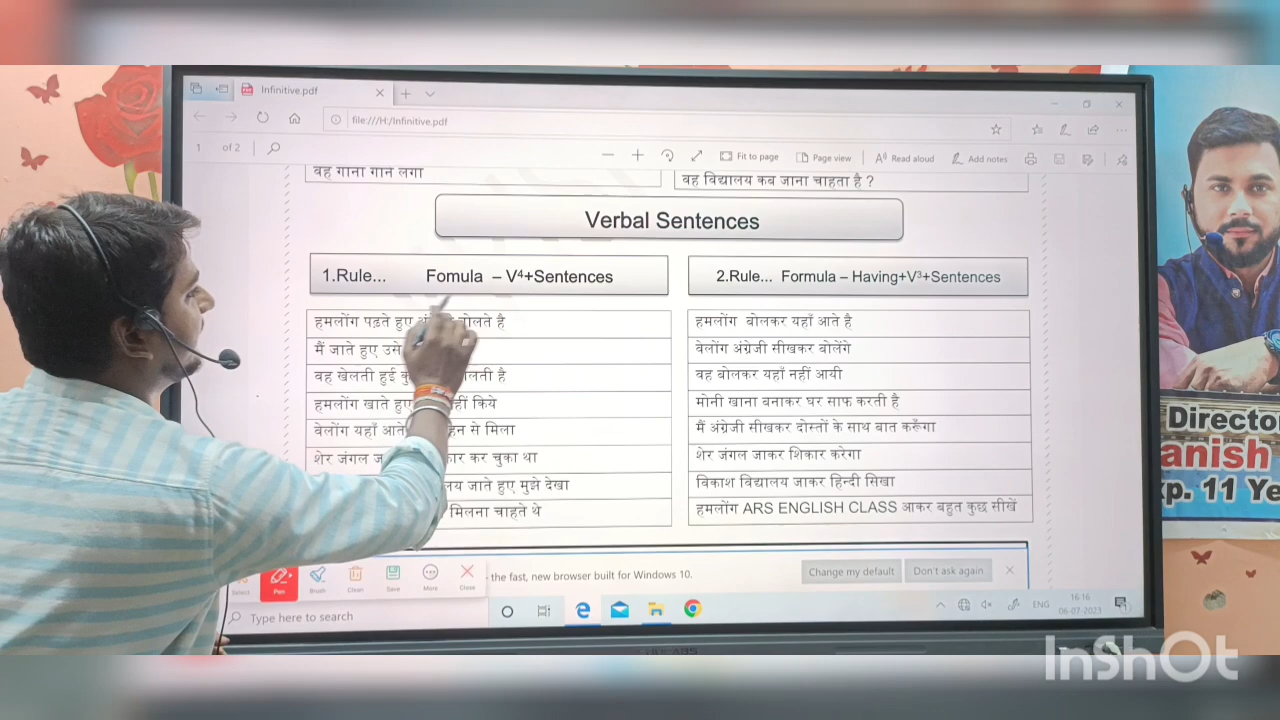 Infinitive.pdf
file:///H:/Infinitive.pdf
1 of 2
Fit to page
Page view
Read aloud
Add notes
वह गाना गान लगा
वह विद्यालय कब जाना चाहता है ?
Verbal Sentences
1.Rule... Fomula – V⁴+Sentences
हमलोंग पढ़ते हुए बोलते है
मैं जाते हुए उसे
वह खेलती हुई
हमलोंग खाते हुए नहीं किये
वेलोंग यहाँ आते से मिला
शेर जंगल कर चुका था
जाते हुए मुझे देखा
मिलना चाहते थे
2.Rule... Formula – Having+V³+Sentences
हमलोंग बोलकर यहाँ आते है
वेलोंग अंग्रेजी सीखकर बोलेंगे
वह बोलकर यहाँ नहीं आयी
मोनी खाना बनाकर घर साफ करती है
मैं अंग्रेजी सीखकर दोस्तों के साथ बात करूँगा
शेर जंगल जाकर शिकार करेगा
विकाश विद्यालय जाकर हिन्दी सिखा
हमलोंग ARS ENGLISH CLASS आकर बहुत कुछ सीखें
the fast, new browser built for Windows 10.
Change my default
Don't ask again
Select Pen Brush Clean Save More Close
Type here to search
ENG
16:16
06-07-2023
Director
anish
xp. 11 Ye
InShOt